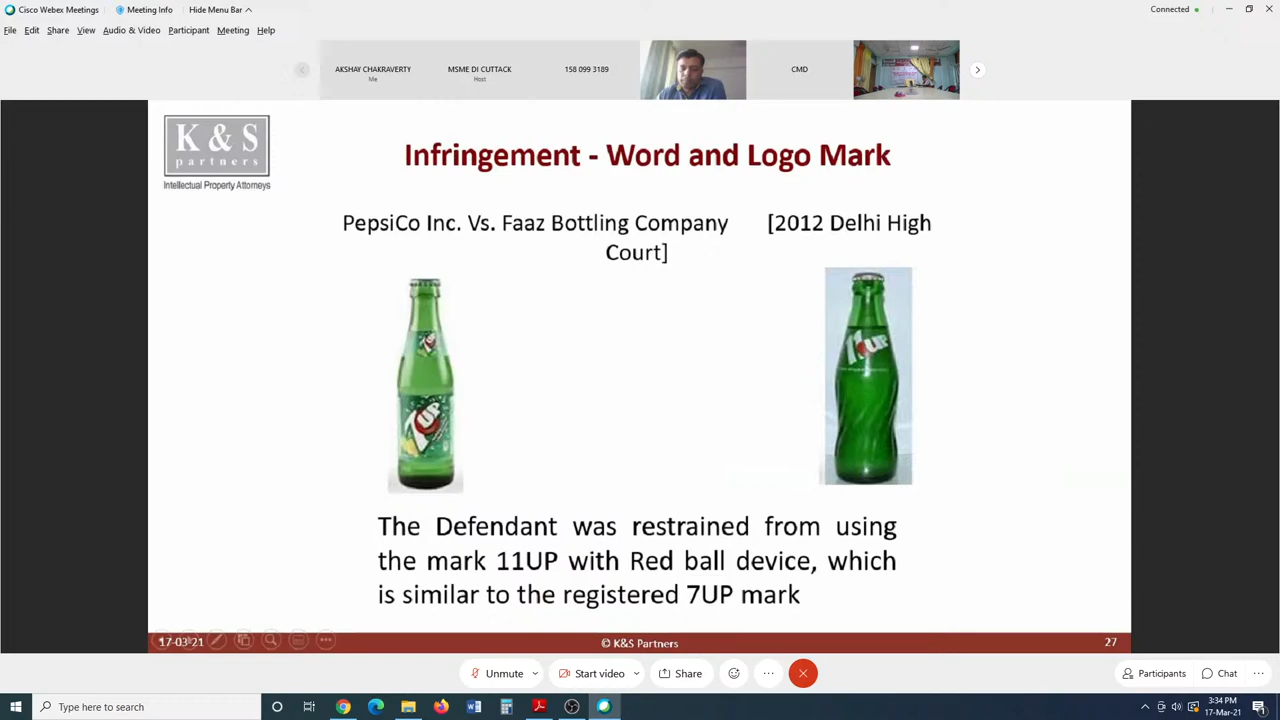 Cisco Webex Meetings Meeting Info Hide Menu Bar Connected
File Edit Share View Audio & Video Participant Meeting Help
AKSHAY CHAKRAVERTY MSME DI CUTTACK 158 099 3189 CMD
Me Host
K & S
partners
Intellectual Property Attorneys
Infringement - Word and Logo Mark
PepsiCo Inc. Vs. Faaz Bottling Company [2012 Delhi High
Court]
7UP
11UP
The Defendant was restrained from using
the mark 11UP with Red ball device, which
is similar to the registered 7UP mark
17-03-21 © K&S Partners 27
Unmute Start video Share Participants Chat
Type here to search
3:34 PM
17-Mar-21